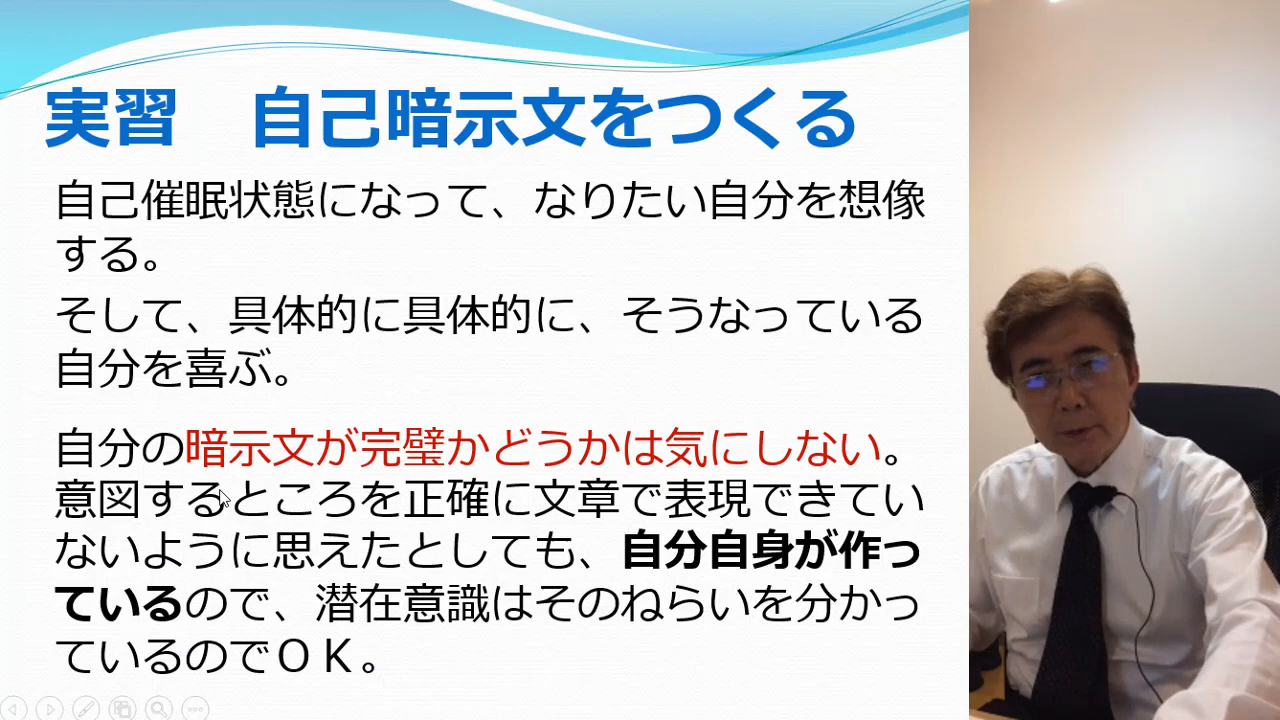 実習　自己暗示文をつくる
自己催眠状態になって、なりたい自分を想像
する。
そして、具体的に具体的に、そうなっている
自分を喜ぶ。
自分の暗示文が完璧かどうかは気にしない。
意図するところを正確に文章で表現できてい
ないように思えたとしても、自分自身が作っ
ているので、潜在意識はそのねらいを分かっ
ているのでＯＫ。